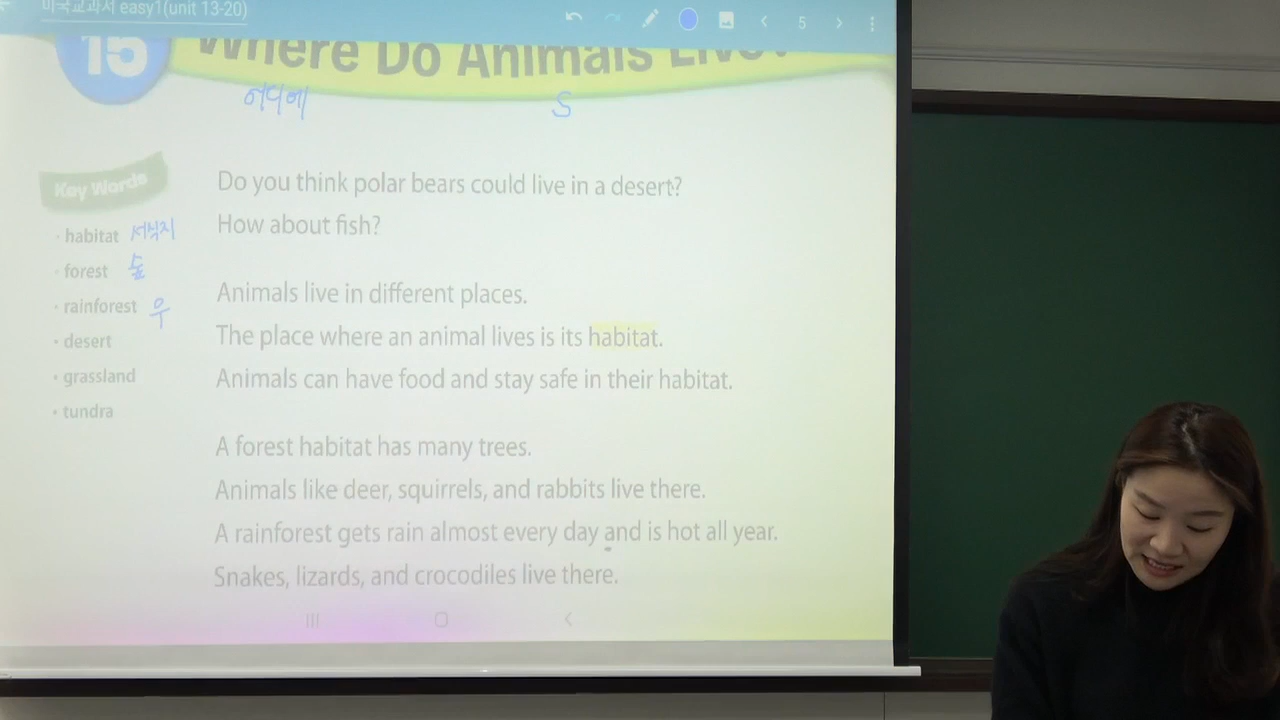 미국교과서 easy1(unit 13-20)
5
15
Where Do Animals Live?
어디에 S
Key Words
· habitat 서식지
· forest 숲
· rainforest 우
· desert
· grassland
· tundra
Do you think polar bears could live in a desert?
How about fish?
Animals live in different places.
The place where an animal lives is its habitat.
Animals can have food and stay safe in their habitat.
A forest habitat has many trees.
Animals like deer, squirrels, and rabbits live there.
A rainforest gets rain almost every day and is hot all year.
Snakes, lizards, and crocodiles live there.